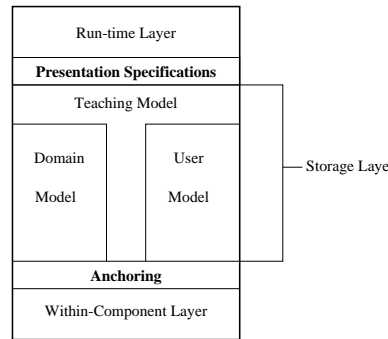 Run-time Layer
Presentation Specifications
Teaching Model
Domain
Model
User
Model
Storage Laye
Anchoring
Within-Component Layer